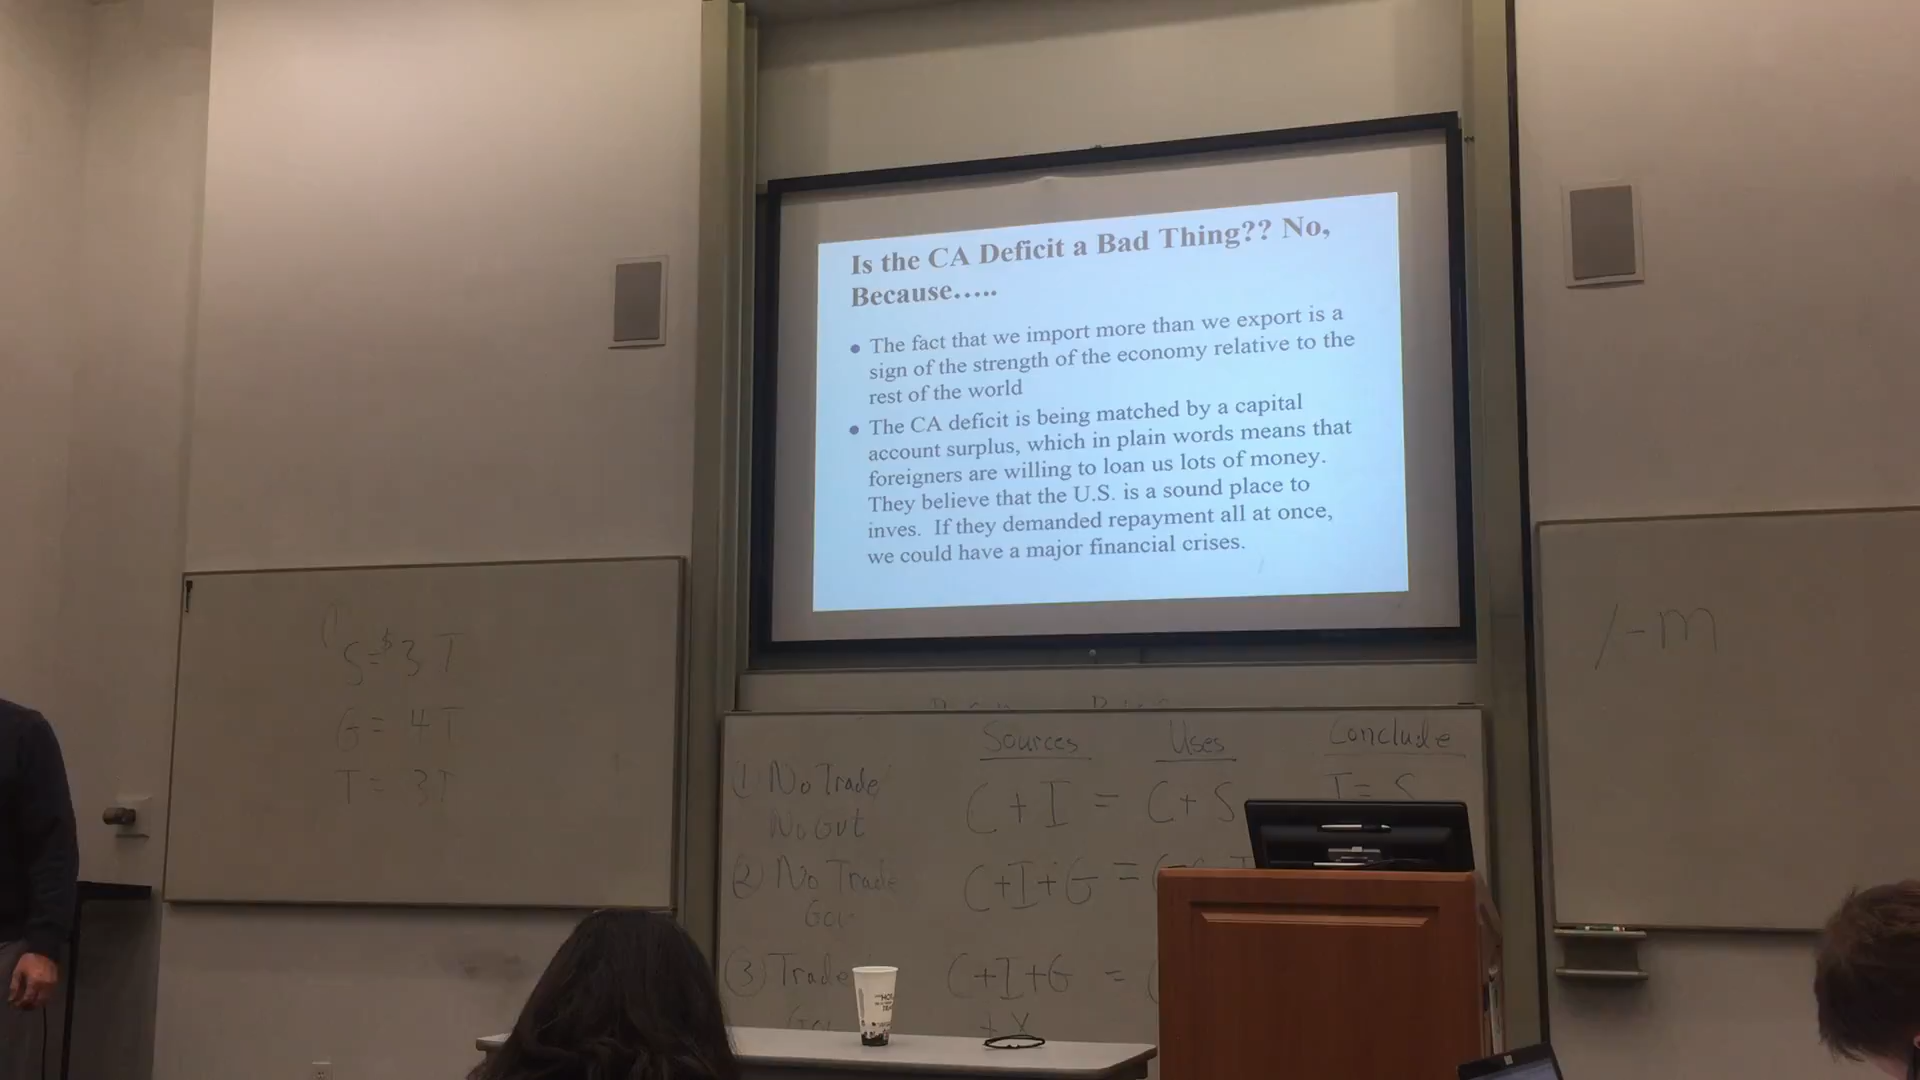 Is the CA Deficit a Bad Thing?? No,
Because.....
• The fact that we import more than we export is a
sign of the strength of the economy relative to the
rest of the world
• The CA deficit is being matched by a capital
account surplus, which in plain words means that
foreigners are willing to loan us lots of money.
They believe that the U.S. is a sound place to
inves. If they demanded repayment all at once,
we could have a major financial crises.
S = $3T
G = 4T
T = 3T
Sources Uses Conclude
① No Trade C + I = C + S I = S
No Gvt
② No Trade C+I+G =
③ Trade C+I+G =
+ X
-M